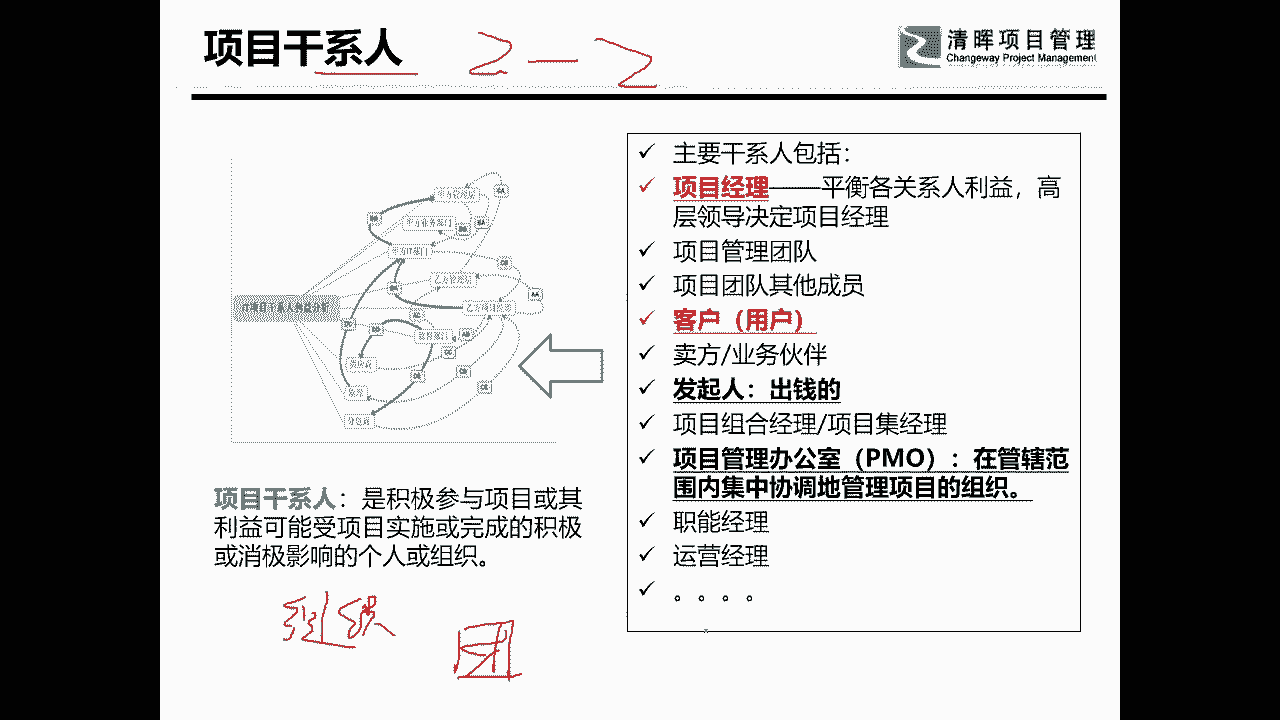 项目干系人
2-2
清晖项目管理
Changeway Project Management
主要干系人包括：
项目经理——平衡各关系人利益，高
层领导决定项目经理
项目管理团队
项目团队其他成员
客户（用户）
卖方/业务伙伴
发起人：出钱的
项目组合经理/项目集经理
项目管理办公室（PMO）：在管辖范
围内集中协调地管理项目的组织。
职能经理
运营经理
。。。。
项目干系人：是积极参与项目或其
利益可能受项目实施或完成的积极
或消极影响的个人或组织。
组织
团